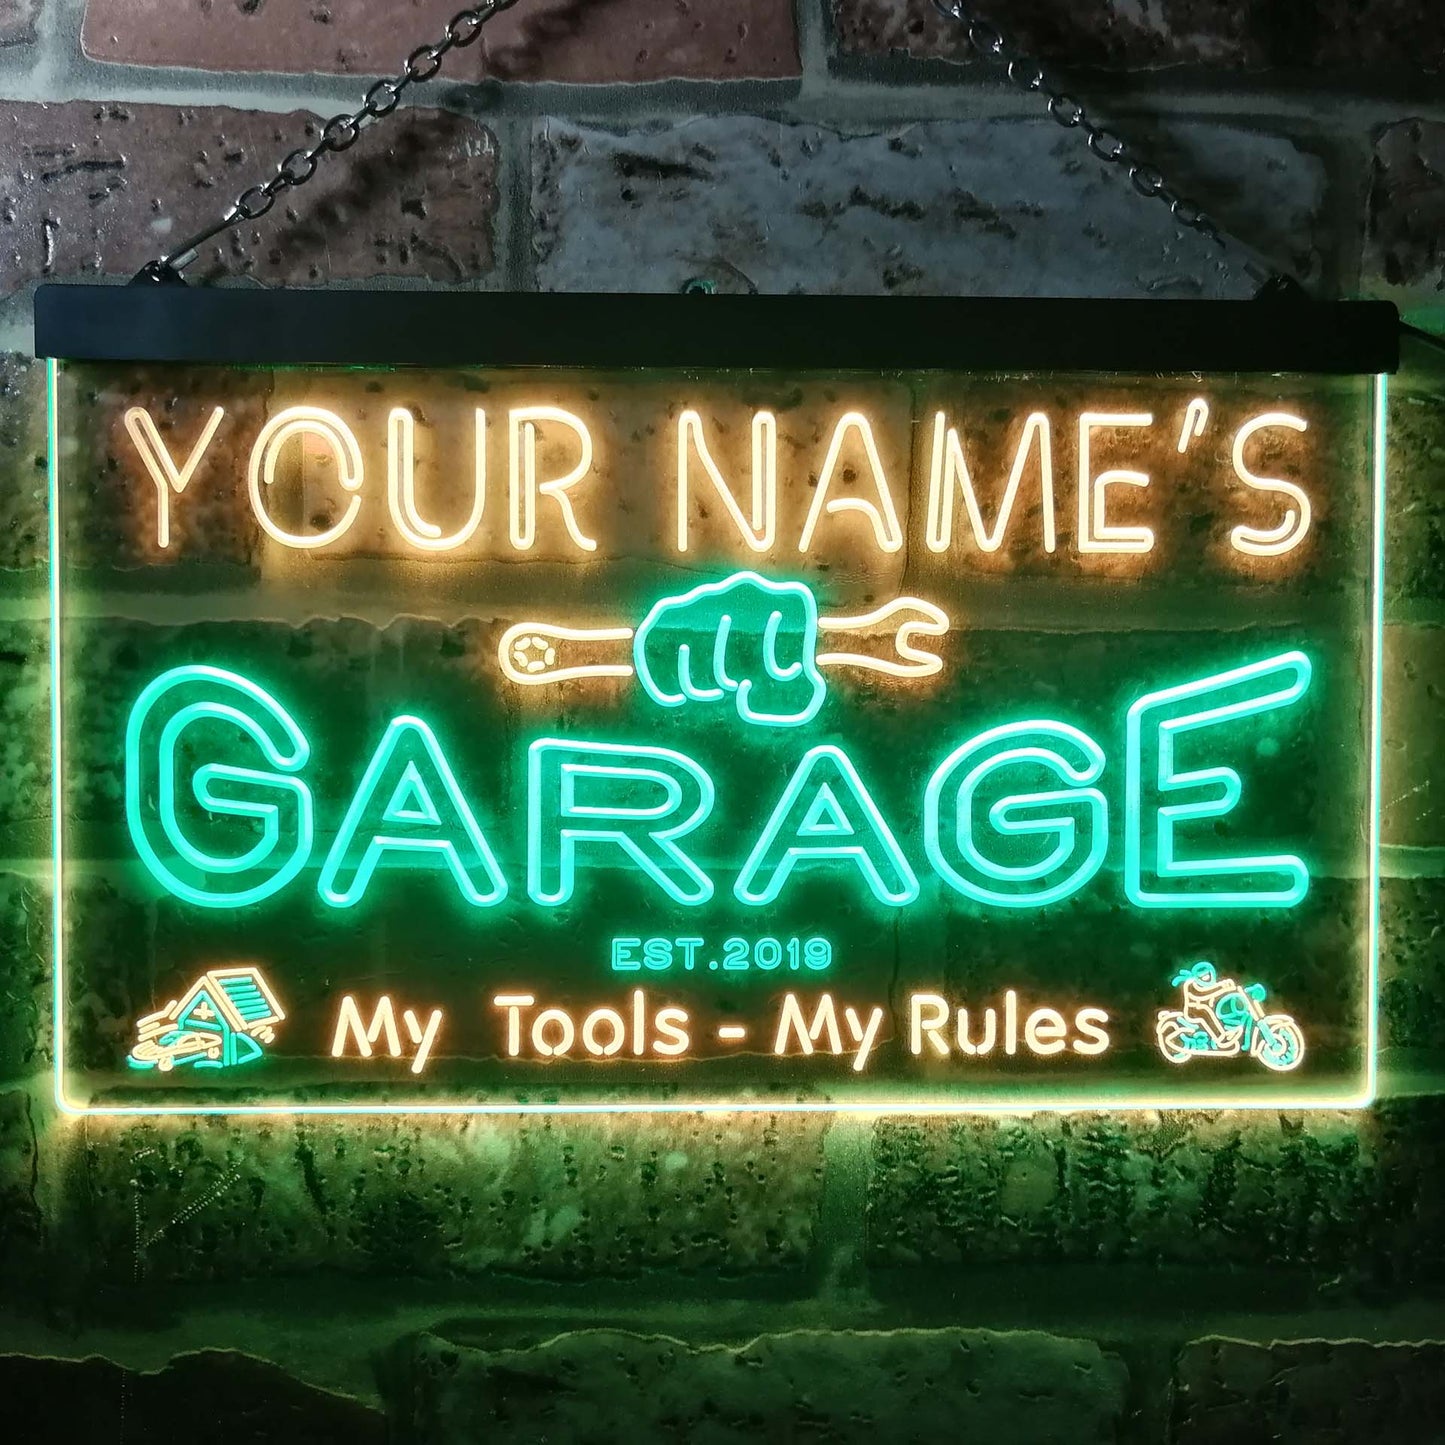 YOUR NAME'S
GARAGE
EST.2019
My Tools - My Rules